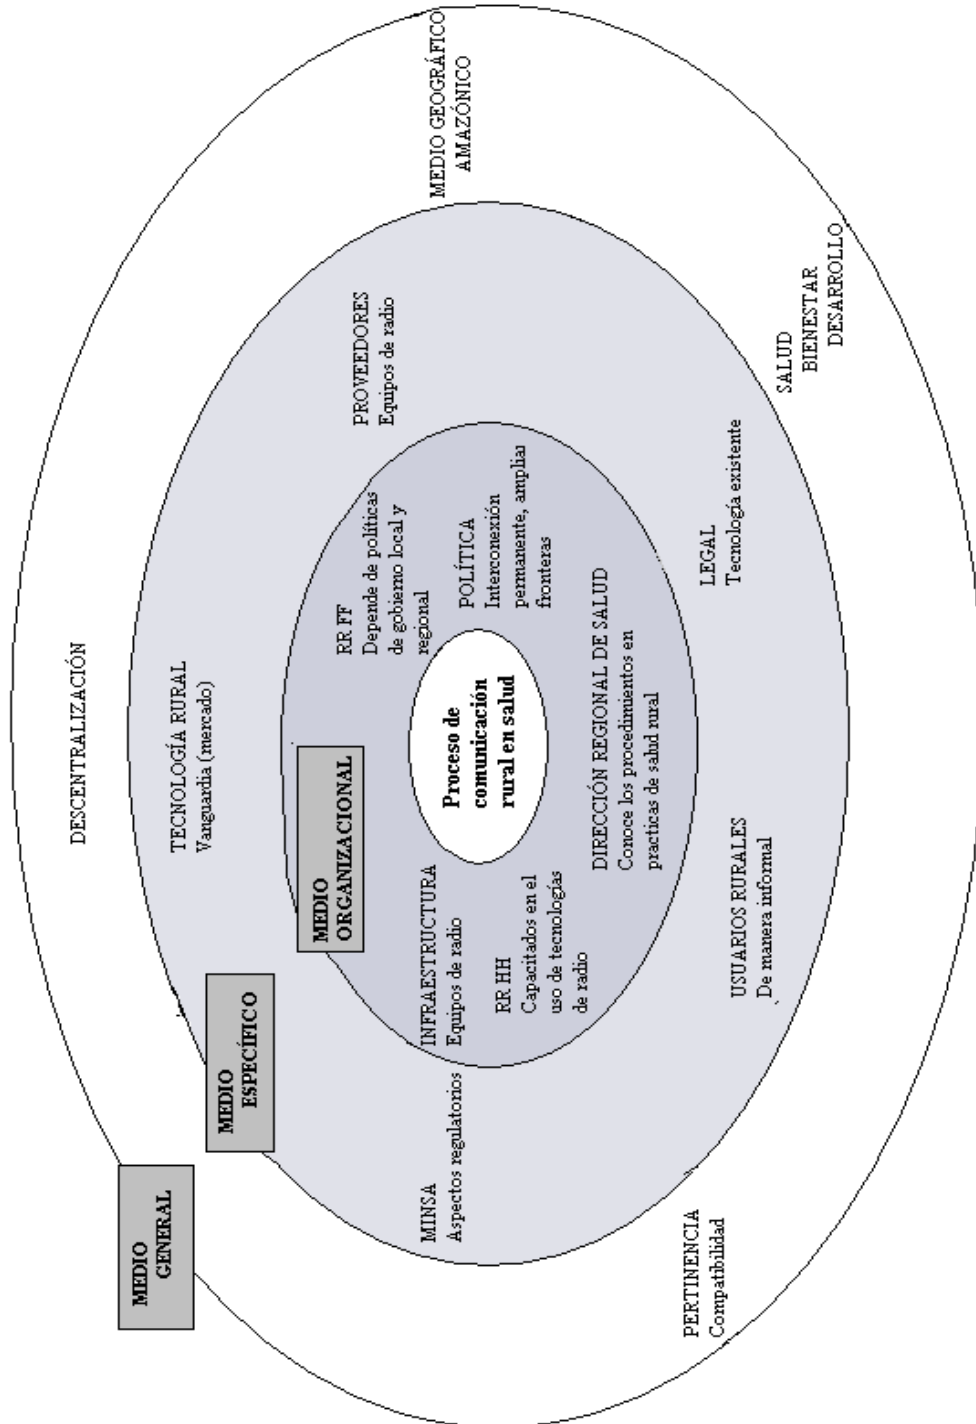 MEDIO
GENERAL
MEDIO
ESPECÍFICO
MEDIO
ORGANIZACIONAL
DESCENTRALIZACIÓN
TECNOLOGÍA RURAL
Vanguardia (mercado)
MEDIO GEOGRÁFICO
AMAZÓNICO
PROVEEDORES
Equipos de radio
RR FF
Depende de políticas
de gobierno local y
regional
MINSA
Aspectos regulatorios
INFRAESTRUCTURA
Equipos de radio
Proceso de
comunicación
rural en salud
POLÍTICA
Interconexión
permanente, ampliar
fronteras
RR HH
Capacitados en el
uso de tecnologías
de radio
DIRECCIÓN REGIONAL DE SALUD
Conoce los procedimientos en
practicas de salud rural
PERTINENCIA
Compatibilidad
USUARIOS RURALES
De manera informal
LEGAL
Tecnología existente
SALUD
BIENESTAR
DESARROLLO